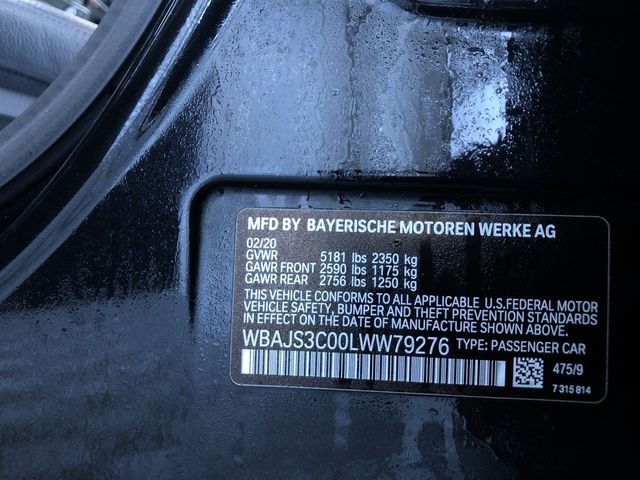 MFD BY BAYERISCHE MOTOREN WERKE AG
02/20
GVWR 5181 lbs 2350 kg
GAWR FRONT 2590 lbs 1175 kg
GAWR REAR 2756 lbs 1250 kg
THIS VEHICLE CONFORMS TO ALL APPLICABLE U.S.FEDERAL MOTOR
VEHICLE SAFETY, BUMPER AND THEFT PREVENTION STANDARDS
IN EFFECT ON THE DATE OF MANUFACTURE SHOWN ABOVE.
WBAJS3C00LWW79276 TYPE: PASSENGER CAR
475/9
7 315 814